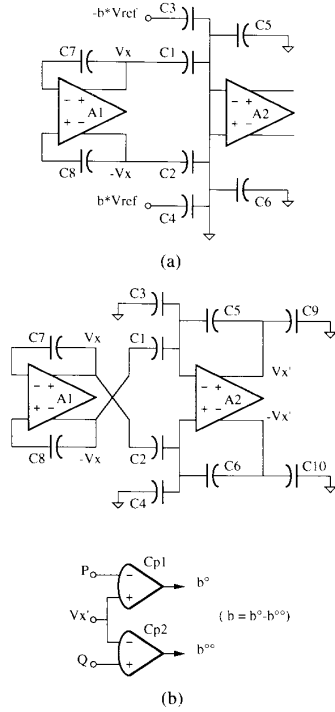 C3
-b*Vref
C5
C7
Vx
C1
A1
A2
C8
-Vx
C2
b*Vref
C4
C6
(a)
C3
C5
C9
C7
Vx
C1
Vx'
A1
A2
-Vx'
C8
-Vx
C2
C6
C10
C4
P
Cp1
b°
Vx'
( b = b°-b°° )
Cp2
Q
b°°
(b)